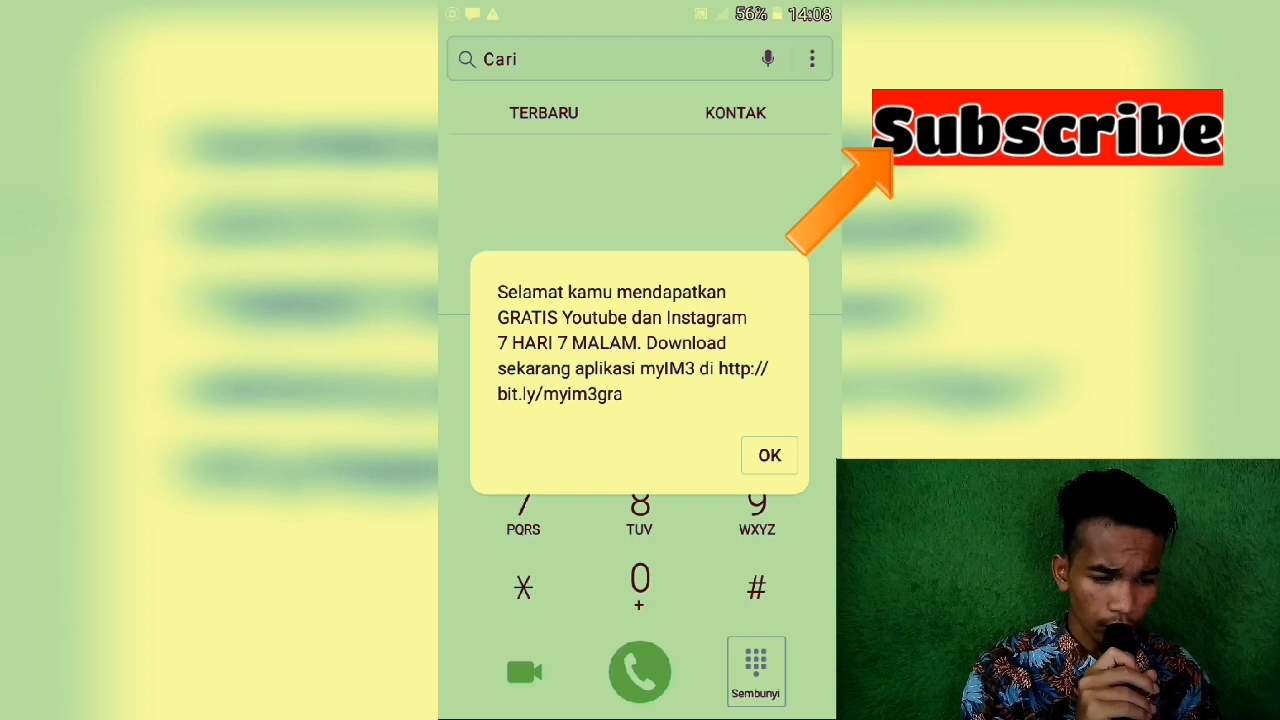 56% 14:08
Cari
TERBARU KONTAK
Subscribe
Selamat kamu mendapatkan
GRATIS Youtube dan Instagram
7 HARI 7 MALAM. Download
sekarang aplikasi myIM3 di http://
bit.ly/myim3gra
OK
7 8 9
PQRS TUV WXYZ
* 0 #
+
Sembunyi